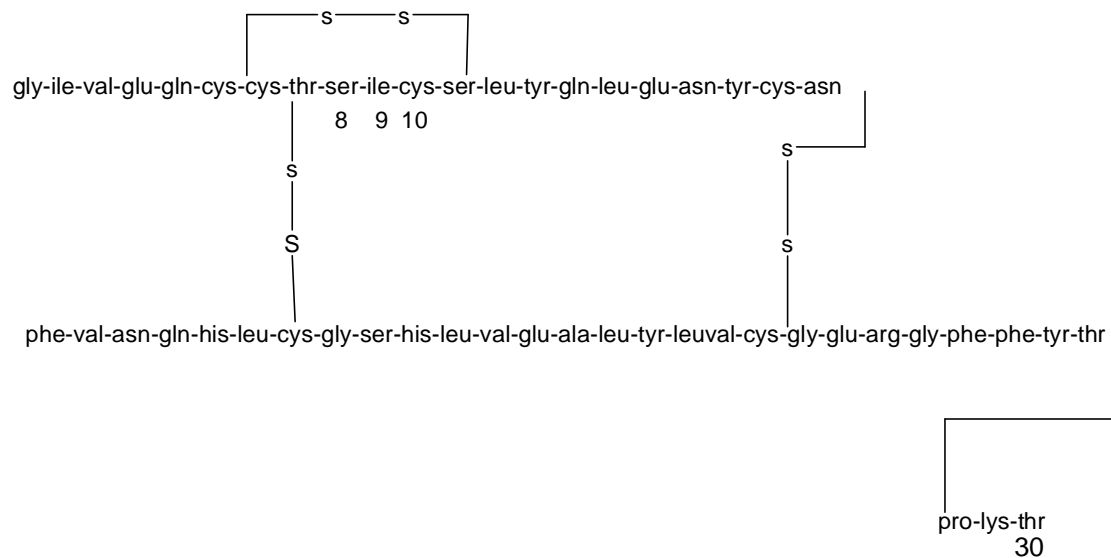 s s
gly-ile-val-glu-gln-cys-cys-thr-ser-ile-cys-ser-leu-tyr-gln-leu-glu-asn-tyr-cys-asn
8 9 10
s
s
S
s
phe-val-asn-gln-his-leu-cys-gly-ser-his-leu-val-glu-ala-leu-tyr-leuval-cys-gly-glu-arg-gly-phe-phe-tyr-thr
pro-lys-thr
30